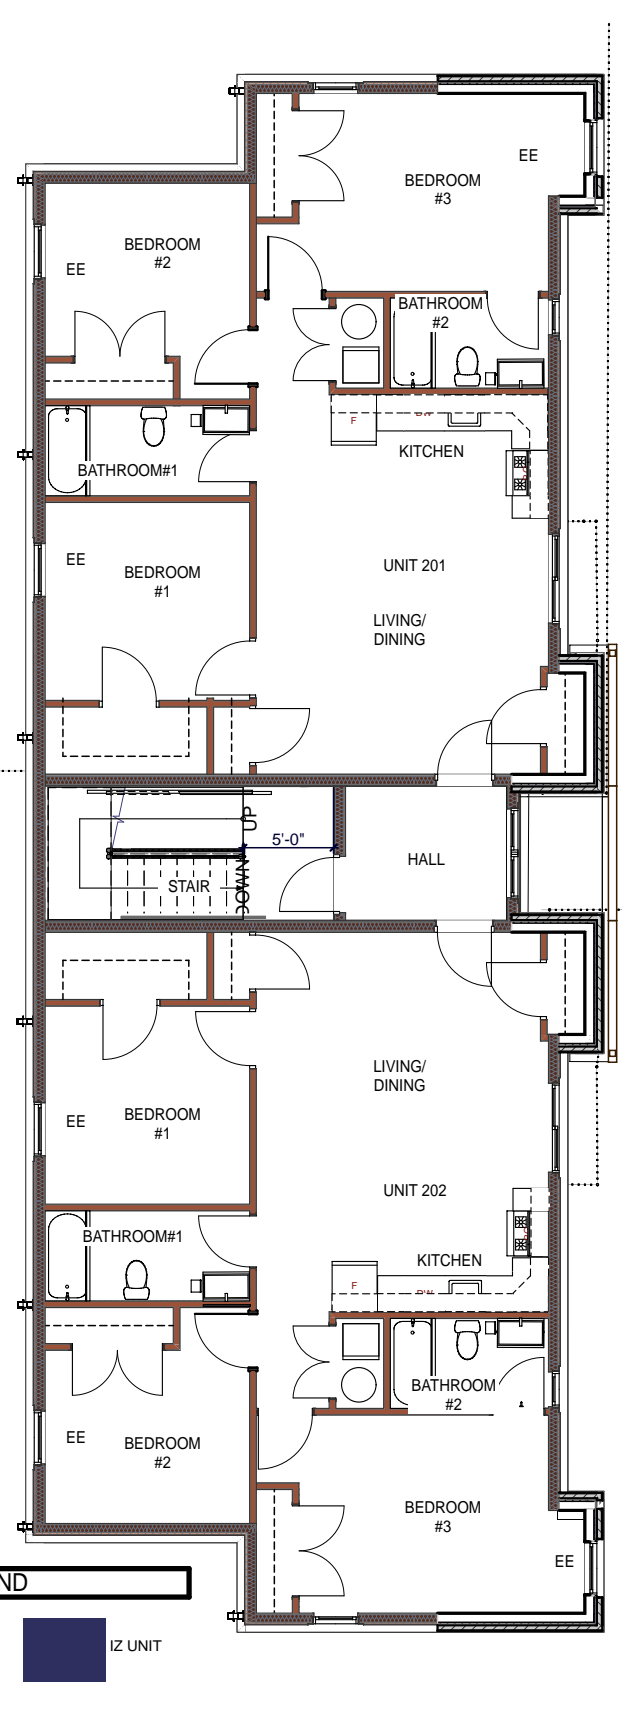 EE
BEDROOM
#3
BEDROOM
#2
EE
BATHROOM
#2
F
DW
KITCHEN
BATHROOM#1
EE
BEDROOM
#1
UNIT 201
LIVING/
DINING
UP
5'-0"
HALL
STAIR
DOWN
LIVING/
DINING
EE
BEDROOM
#1
UNIT 202
BATHROOM#1
KITCHEN
F
DW
BATHROOM
#2
EE
BEDROOM
#2
BEDROOM
#3
EE
ND
IZ UNIT